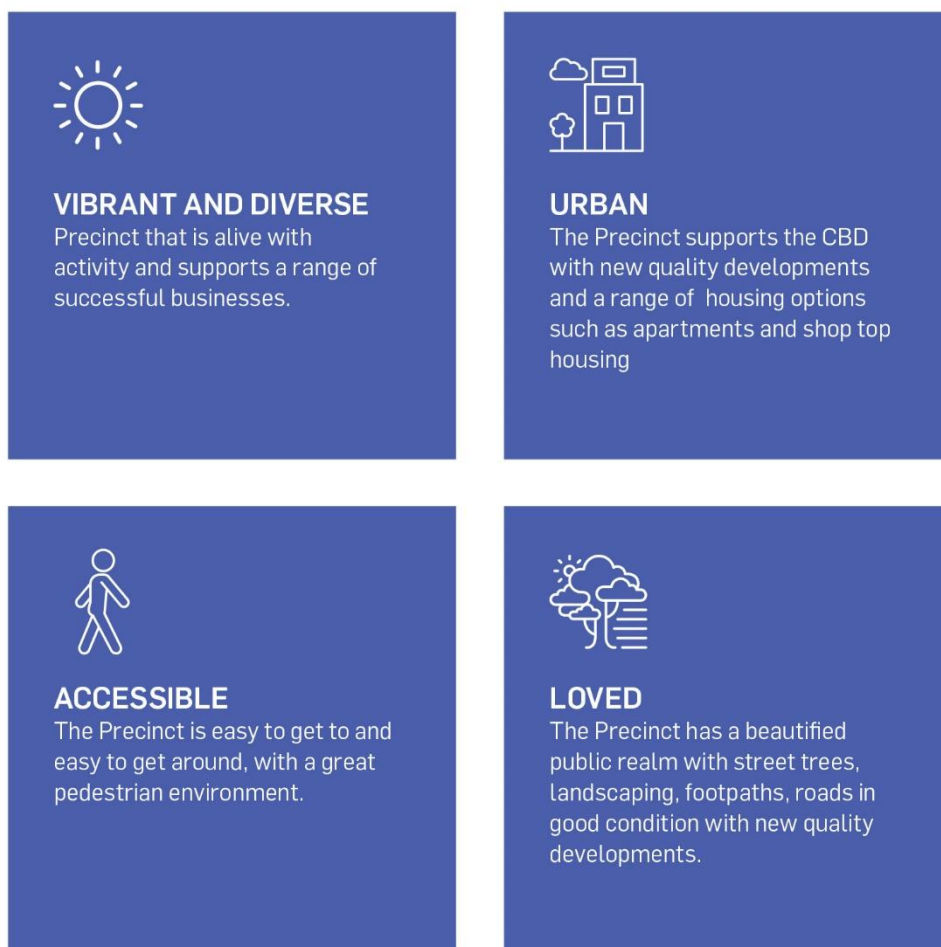 VIBRANT AND DIVERSE
Precinct that is alive with
activity and supports a range of
successful businesses.
URBAN
The Precinct supports the CBD
with new quality developments
and a range of  housing options
such as apartments and shop top
housing
ACCESSIBLE
The Precinct is easy to get to and
easy to get around, with a great
pedestrian environment.
LOVED
The Precinct has a beautified
public realm with street trees,
landscaping, footpaths, roads in
good condition with new quality
developments.